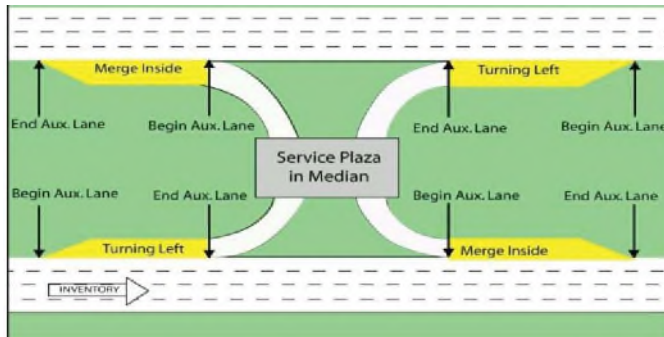 Merge Inside
Turning Left
End Aux. Lane
Begin Aux. Lane
End Aux. Lane
Begin Aux. Lane
Service Plaza
in Median
Begin Aux. Lane
End Aux. Lane
Begin Aux. Lane
End Aux. Lane
Turning Left
Merge Inside
INVENTORY